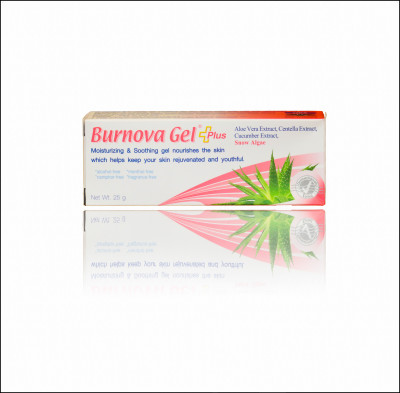 Burnova Gel® Plus
Aloe Vera Extract, Centella Extract,
Cucumber Extract,
Snow Algae
Moisturizing & Soothing gel nourishes the skin
which helps keep your skin rejuvenated and youthful.
Net Wt. 25 g